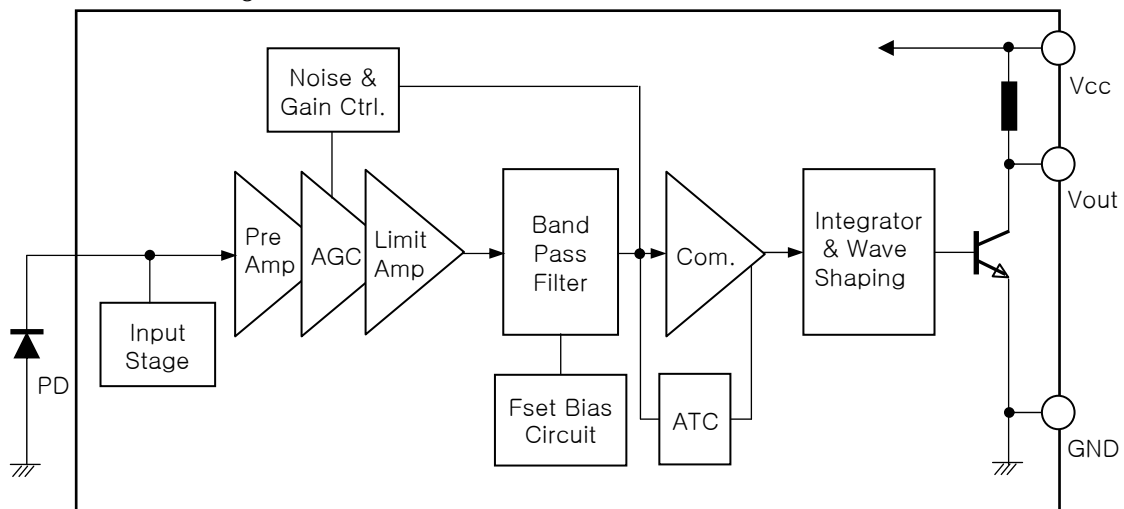 Noise &
Gain Ctrl.
Vcc
Vout
Pre
Amp
AGC
Limit
Amp
Band
Pass
Filter
Com.
Integrator
& Wave
Shaping
Input
Stage
PD
Fset Bias
Circuit
ATC
GND